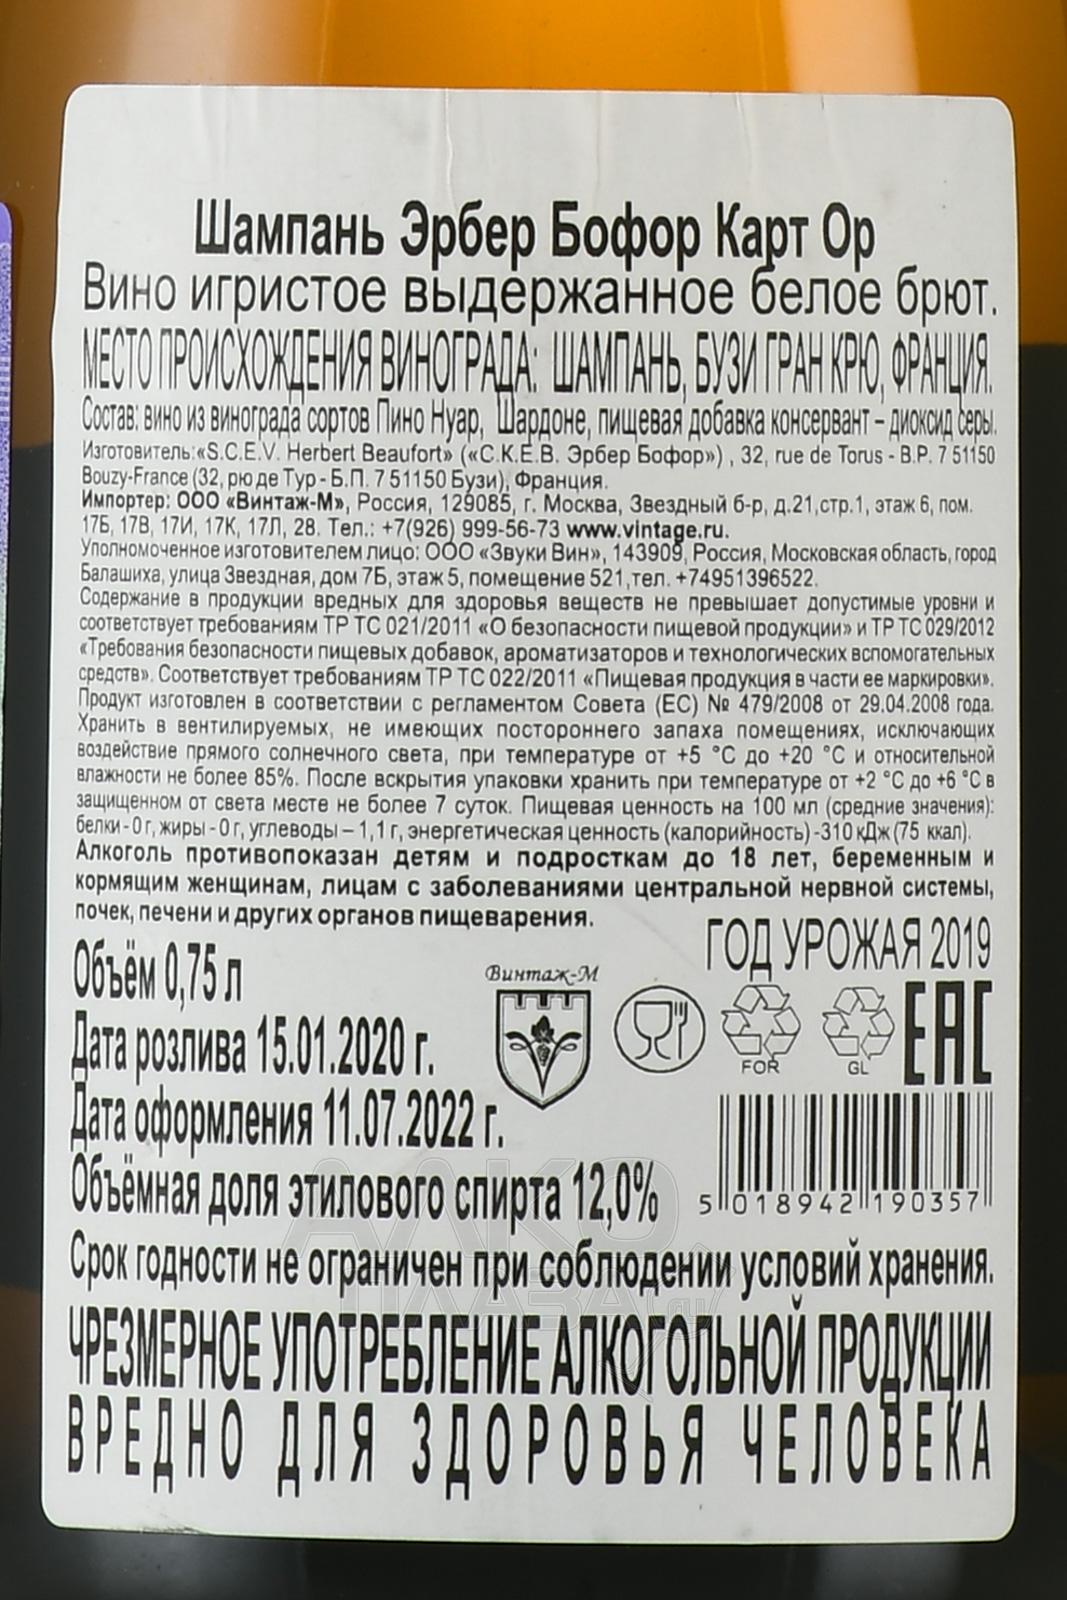 Шампань Эрбер Бофор Карт Ор
Вино игристое выдержанное белое брют.
МЕСТО ПРОИСХОЖДЕНИЯ ВИНОГРАДА: ШАМПАНЬ, БУЗИ ГРАН КРЮ, ФРАНЦИЯ.
Состав: вино из винограда сортов Пино Нуар, Шардоне, пищевая добавка консервант – диоксид серы.
Изготовитель:«S.C.E.V. Herbert Beaufort» («С.К.Е.В. Эрбер Бофор») , 32, rue de Torus - B.P. 7 51150
Bouzy-France (32, рю де Тур - Б.П. 7 51150 Бузи), Франция.
Импортер: ООО «Винтаж-М», Россия, 129085, г. Москва, Звездный б-р, д.21,стр.1, этаж 6, пом.
17Б, 17В, 17И, 17К, 17Л, 28. Тел.: +7(926) 999-56-73 www.vintage.ru.
Уполномоченное изготовителем лицо: ООО «Звуки Вин», 143909, Россия, Московская область, город
Балашиха, улица Звездная, дом 7Б, этаж 5, помещение 521,тел. +74951396522.
Содержание в продукции вредных для здоровья веществ не превышает допустимые уровни и
соответствует требованиям ТР ТС 021/2011 «О безопасности пищевой продукции» и ТР ТС 029/2012
«Требования безопасности пищевых добавок, ароматизаторов и технологических вспомогательных
средств». Соответствует требованиям ТР ТС 022/2011 «Пищевая продукция в части ее маркировки».
Продукт изготовлен в соответствии с регламентом Совета (ЕС) № 479/2008 от 29.04.2008 года.
Хранить в вентилируемых, не имеющих постороннего запаха помещениях, исключающих
воздействие прямого солнечного света, при температуре от +5 °С до +20 °С и относительной
влажности не более 85%. После вскрытия упаковки хранить при температуре от +2 °С до +6 °С в
защищенном от света месте не более 7 суток. Пищевая ценность на 100 мл (средние значения):
белки - 0 г, жиры - 0 г, углеводы – 1,1 г, энергетическая ценность (калорийность) -310 кДж (75 ккал).
Алкоголь противопоказан детям и подросткам до 18 лет, беременным и
кормящим женщинам, лицам с заболеваниями центральной нервной системы,
почек, печени и других органов пищеварения.
ГОД УРОЖАЯ 2019
Объём 0,75 л
Винтаж-М
Дата розлива 15.01.2020 г.
FOR
GL
EAC
Дата оформления 11.07.2022 г.
Объёмная доля этилового спирта 12,0%
5 018942 190357
Срок годности не ограничен при соблюдении условий хранения.
АЛКО ПЛАЗА.ru
ЧРЕЗМЕРНОЕ УПОТРЕБЛЕНИЕ АЛКОГОЛЬНОЙ ПРОДУКЦИИ
ВРЕДНО ДЛЯ ЗДОРОВЬЯ ЧЕЛОВЕКА